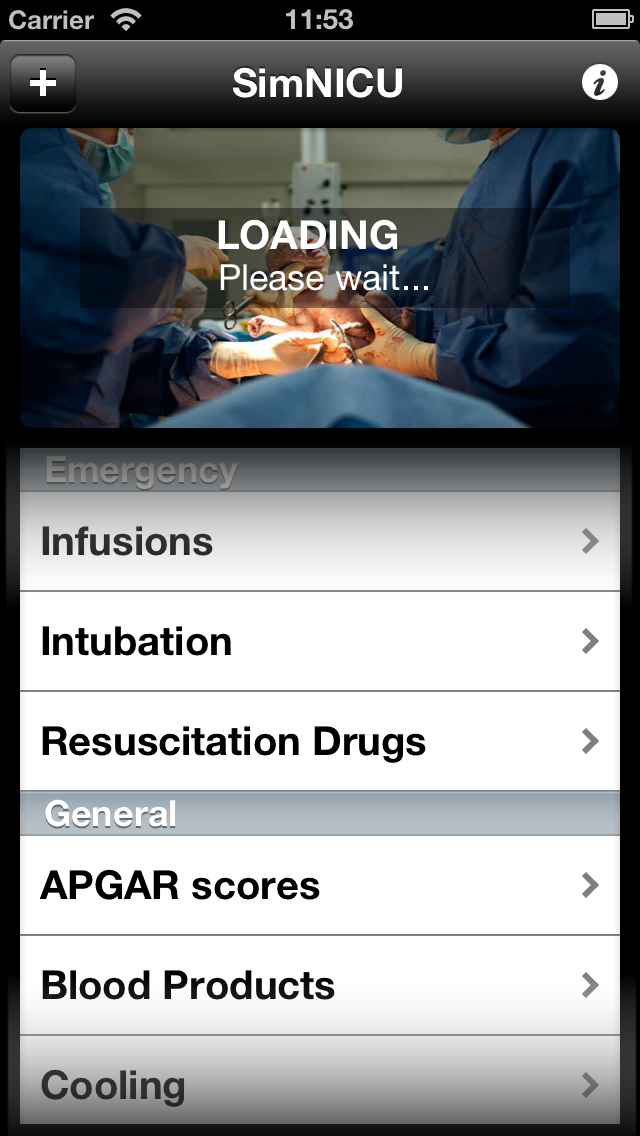 Carrier 11:53
SimNICU
LOADING
Please wait...
Emergency
Infusions
Intubation
Resuscitation Drugs
General
APGAR scores
Blood Products
Cooling